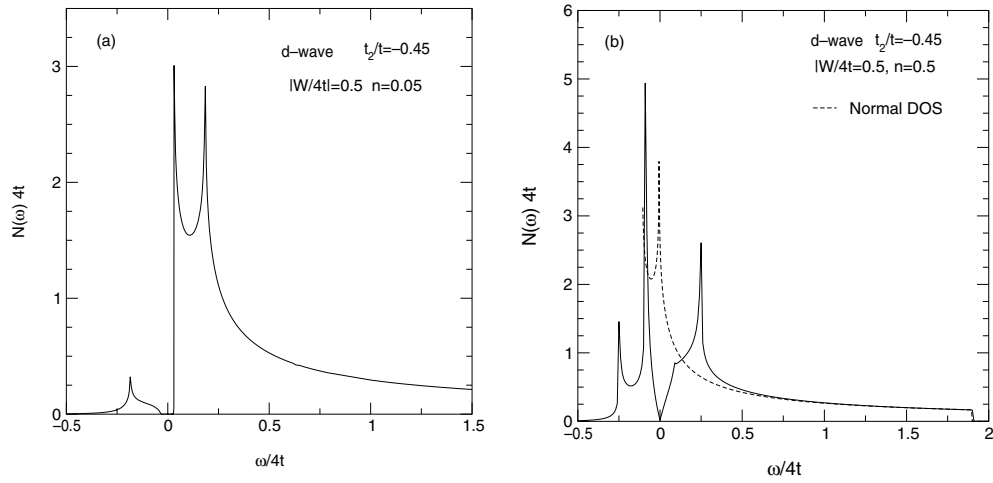 (a)
d−wave t₂/t=−0.45
|W/4t|=0.5 n=0.05
N(ω) 4t
3
2
1
0
−0.5 0 0.5 1 1.5
ω/4t
(b)
d−wave t₂/t=−0.45
|W/4t=0.5, n=0.5
Normal DOS
N(ω) 4t
6
5
4
3
2
1
0
−0.5 0 0.5 1 1.5 2
ω/4t